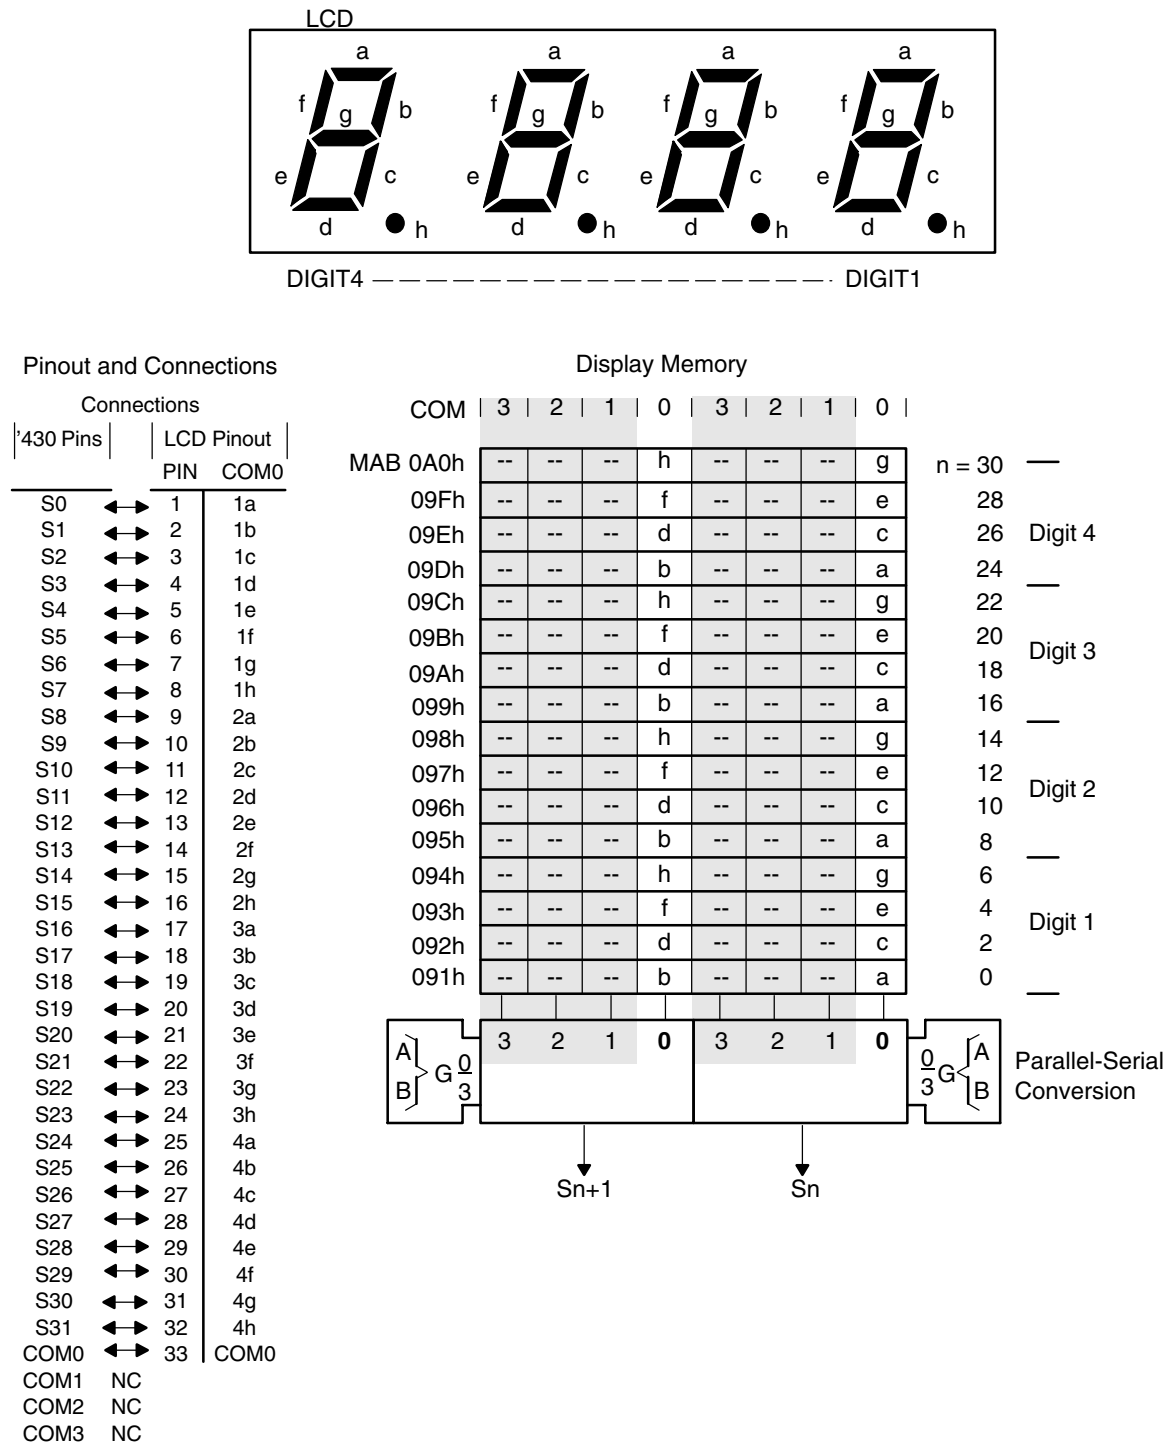 LCD
a a a a
f g b f g b f g b f g b
e c e c e c e c
d h d h d h d h
DIGIT4 DIGIT1
Pinout and Connections
Connections
'430 Pins LCD Pinout
PIN COM0
S0 1 1a
S1 2 1b
S2 3 1c
S3 4 1d
S4 5 1e
S5 6 1f
S6 7 1g
S7 8 1h
S8 9 2a
S9 10 2b
S10 11 2c
S11 12 2d
S12 13 2e
S13 14 2f
S14 15 2g
S15 16 2h
S16 17 3a
S17 18 3b
S18 19 3c
S19 20 3d
S20 21 3e
S21 22 3f
S22 23 3g
S23 24 3h
S24 25 4a
S25 26 4b
S26 27 4c
S27 28 4d
S28 29 4e
S29 30 4f
S30 31 4g
S31 32 4h
COM0 33 COM0
COM1 NC
COM2 NC
COM3 NC
Display Memory
COM 3 2 1 0 3 2 1 0
MAB 0A0h -- -- -- h -- -- -- g n = 30
09Fh -- -- -- f -- -- -- e 28
09Eh -- -- -- d -- -- -- c 26 Digit 4
09Dh -- -- -- b -- -- -- a 24
09Ch -- -- -- h -- -- -- g 22
09Bh -- -- -- f -- -- -- e 20
Digit 3
09Ah -- -- -- d -- -- -- c 18
099h -- -- -- b -- -- -- a 16
098h -- -- -- h -- -- -- g 14
097h -- -- -- f -- -- -- e 12
Digit 2
096h -- -- -- d -- -- -- c 10
095h -- -- -- b -- -- -- a 8
094h -- -- -- h -- -- -- g 6
093h -- -- -- f -- -- -- e 4
Digit 1
092h -- -- -- d -- -- -- c 2
091h -- -- -- b -- -- -- a 0
3 2 1 0 3 2 1 0
A B G 0 3
0 3 G A B
Parallel-Serial
Conversion
Sn+1 Sn